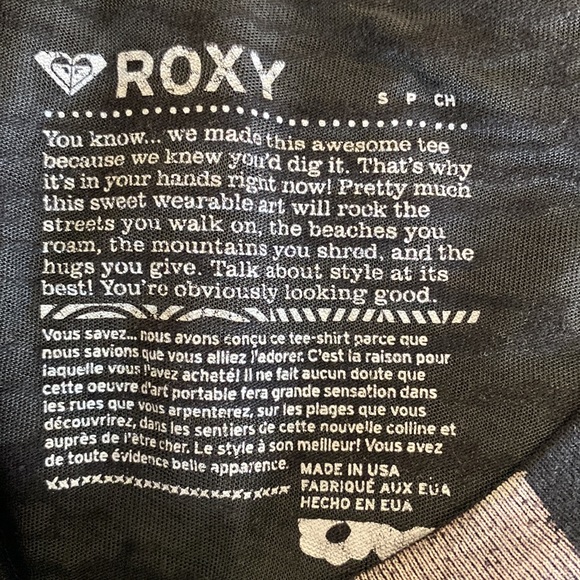 ROXY
S P CH
You know... we made this awesome tee
because we knew you'd dig it. That's why
it's in your hands right now! Pretty much
this sweet wearable art will rock the
streets you walk on, the beaches you
roam, the mountains you shred, and the
hugs you give. Talk about style at its
best! You're obviously looking good.
Vous savez... nous avons conçu ce tee-shirt parce que
nous savions que vous alliez l'adorer. C'est la raison pour
laquelle vous l'avez acheté! Il ne fait aucun doute que
cette oeuvre d'art portable fera grande sensation dans
les rues que vous arpenterez, sur les plages que vous
découvrirez, dans les sentiers de cette nouvelle colline et
auprès de l'être cher. Le style à son meilleur! Vous avez
de toute évidence belle apparence.
MADE IN USA
FABRIQUÉ AUX EUA
HECHO EN EUA